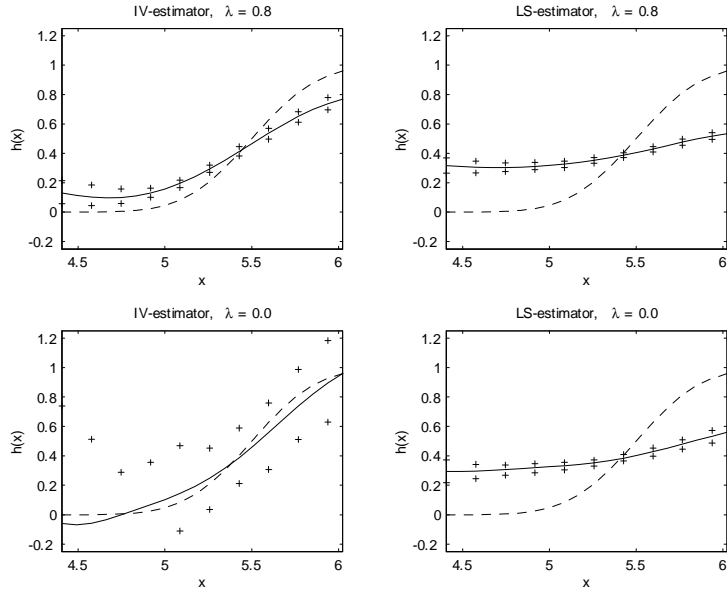 IV-estimator, λ = 0.8
1.2
1
0.8
0.6
0.4
0.2
0
-0.2
h(x)
4.5 5 5.5 6
x
LS-estimator, λ = 0.8
1.2
1
0.8
0.6
0.4
0.2
0
-0.2
h(x)
4.5 5 5.5 6
x
IV-estimator, λ = 0.0
1.2
1
0.8
0.6
0.4
0.2
0
-0.2
h(x)
4.5 5 5.5 6
x
LS-estimator, λ = 0.0
1.2
1
0.8
0.6
0.4
0.2
0
-0.2
h(x)
4.5 5 5.5 6
x